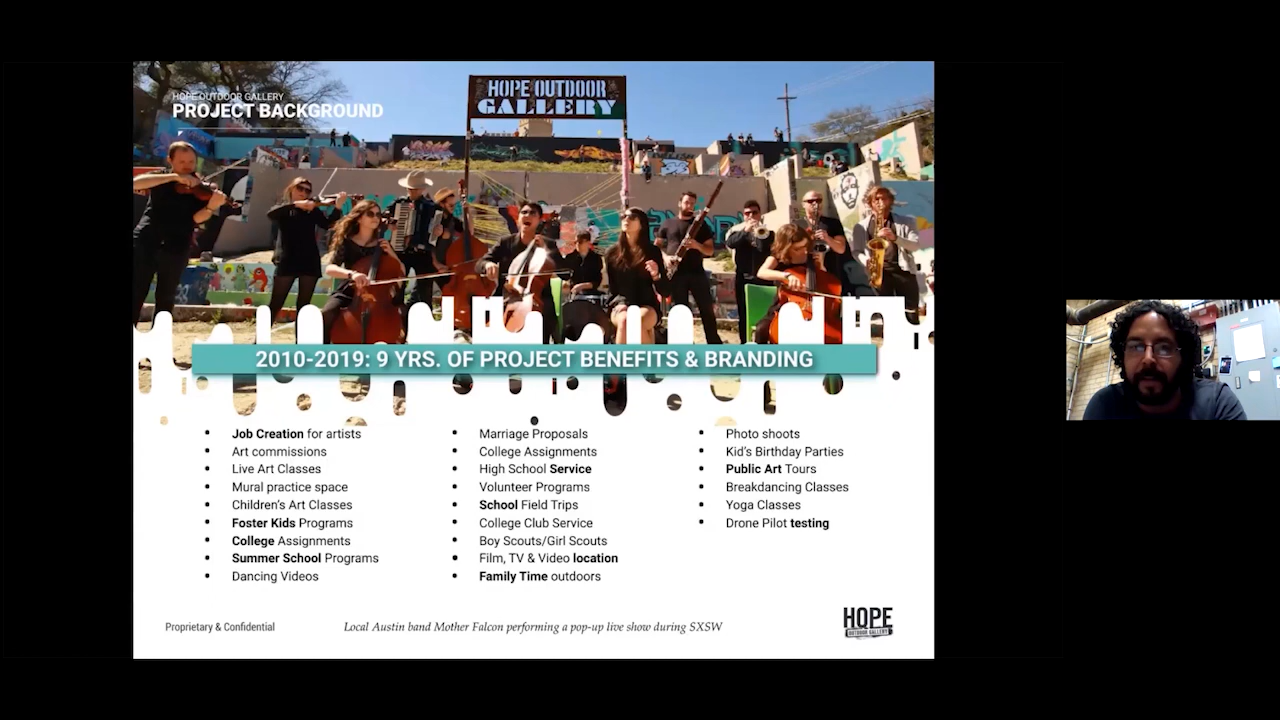 HOPE OUTDOOR GALLERY
PROJECT BACKGROUND
HOPE OUTDOOR
GALLERY
2010-2019: 9 YRS. OF PROJECT BENEFITS & BRANDING
• Job Creation for artists
• Art commissions
• Live Art Classes
• Mural practice space
• Children's Art Classes
• Foster Kids Programs
• College Assignments
• Summer School Programs
• Dancing Videos
• Marriage Proposals
• College Assignments
• High School Service
• Volunteer Programs
• School Field Trips
• College Club Service
• Boy Scouts/Girl Scouts
• Film, TV & Video location
• Family Time outdoors
• Photo shoots
• Kid's Birthday Parties
• Public Art Tours
• Breakdancing Classes
• Yoga Classes
• Drone Pilot testing
Proprietary & Confidential
Local Austin band Mother Falcon performing a pop-up live show during SXSW
HOPE
OUTDOOR GALLERY